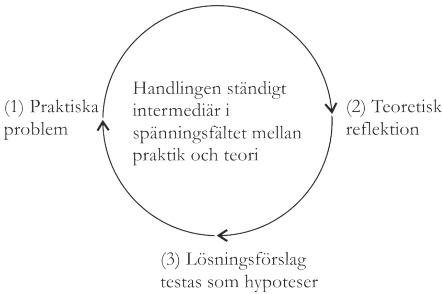 (1) Praktiska
problem
Handlingen ständigt
intermediär i
spänningsfältet mellan
praktik och teori
(2) Teoretisk
reflektion
(3) Lösningsförslag
testas som hypoteser